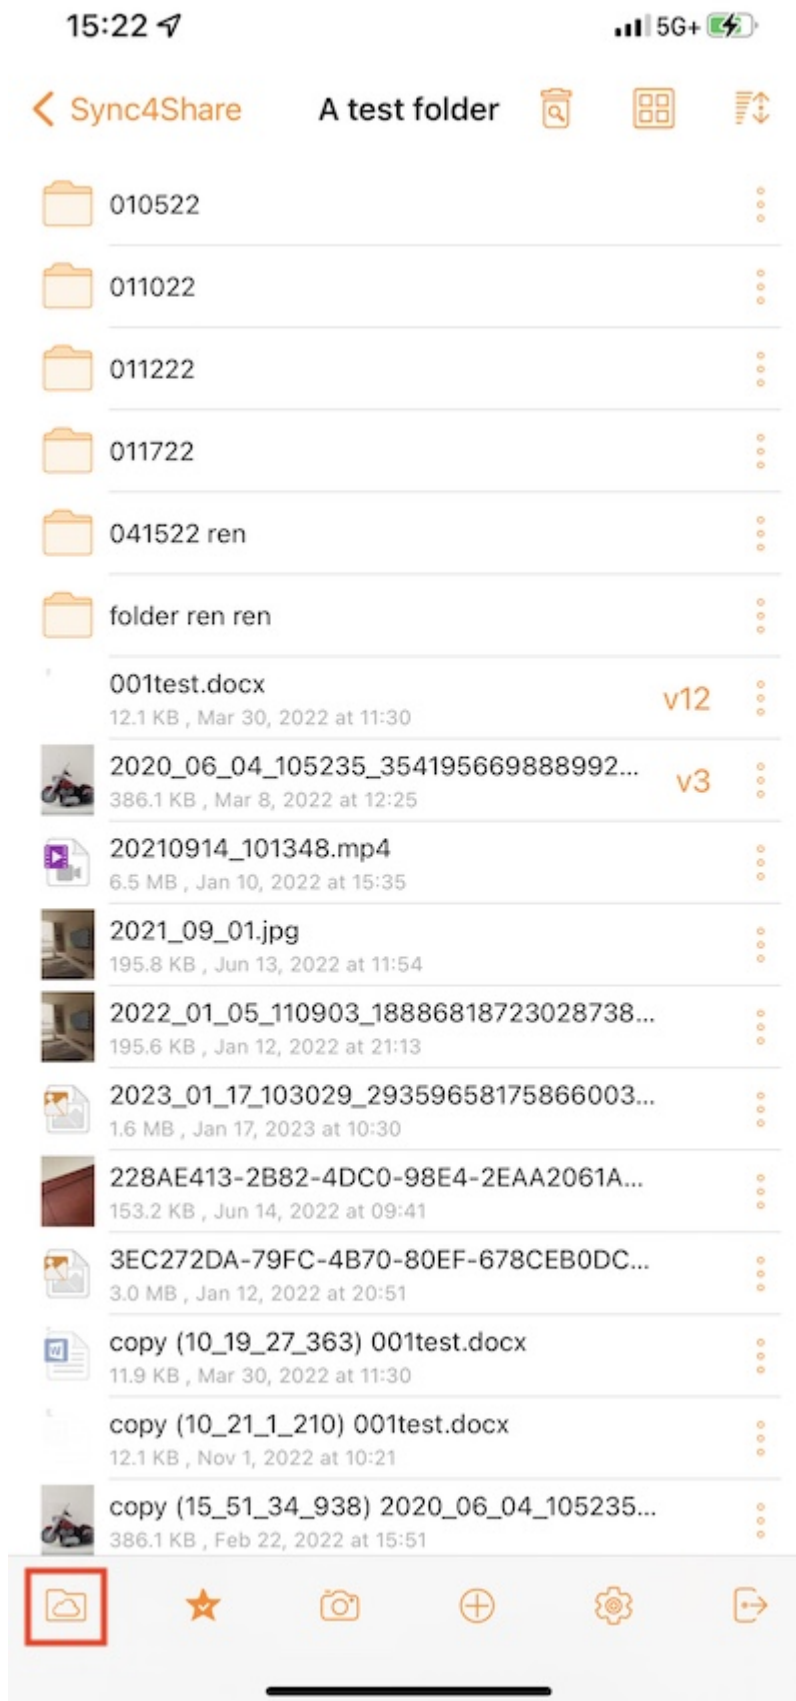 15:22 5G+
Sync4Share A test folder
010522
011022
011222
011722
041522 ren
folder ren ren
001test.docx
v12
12.1 KB , Mar 30, 2022 at 11:30
2020_06_04_105235_354195669888992...
v3
386.1 KB , Mar 8, 2022 at 12:25
20210914_101348.mp4
6.5 MB , Jan 10, 2022 at 15:35
2021_09_01.jpg
195.8 KB , Jun 13, 2022 at 11:54
2022_01_05_110903_18886818723028738...
195.6 KB , Jan 12, 2022 at 21:13
2023_01_17_103029_29359658175866003...
1.6 MB , Jan 17, 2023 at 10:30
228AE413-2B82-4DC0-98E4-2EAA2061A...
153.2 KB , Jun 14, 2022 at 09:41
3EC272DA-79FC-4B70-80EF-678CEB0DC...
3.0 MB , Jan 12, 2022 at 20:51
copy (10_19_27_363) 001test.docx
11.9 KB , Mar 30, 2022 at 11:30
copy (10_21_1_210) 001test.docx
12.1 KB , Nov 1, 2022 at 10:21
copy (15_51_34_938) 2020_06_04_105235...
386.1 KB , Feb 22, 2022 at 15:51